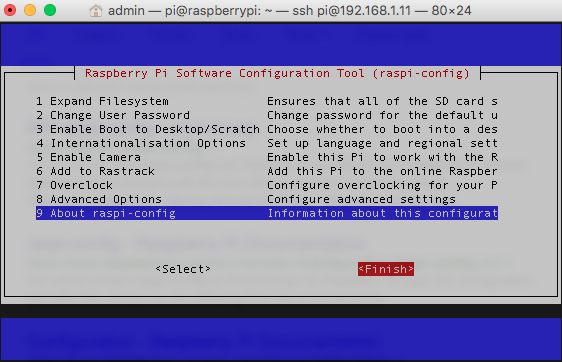 admin — pi@raspberrypi: ~ — ssh pi@192.168.1.11 — 80×24
Raspberry Pi Software Configuration Tool (raspi-config)
1 Expand Filesystem Ensures that all of the SD card s
2 Change User Password Change password for the default u
3 Enable Boot to Desktop/Scratch Choose whether to boot into a des
4 Internationalisation Options Set up language and regional sett
5 Enable Camera Enable this Pi to work with the R
6 Add to Rastrack Add this Pi to the online Raspber
7 Overclock Configure overclocking for your P
8 Advanced Options Configure advanced settings
9 About raspi-config Information about this configurat
<Select> <Finish>